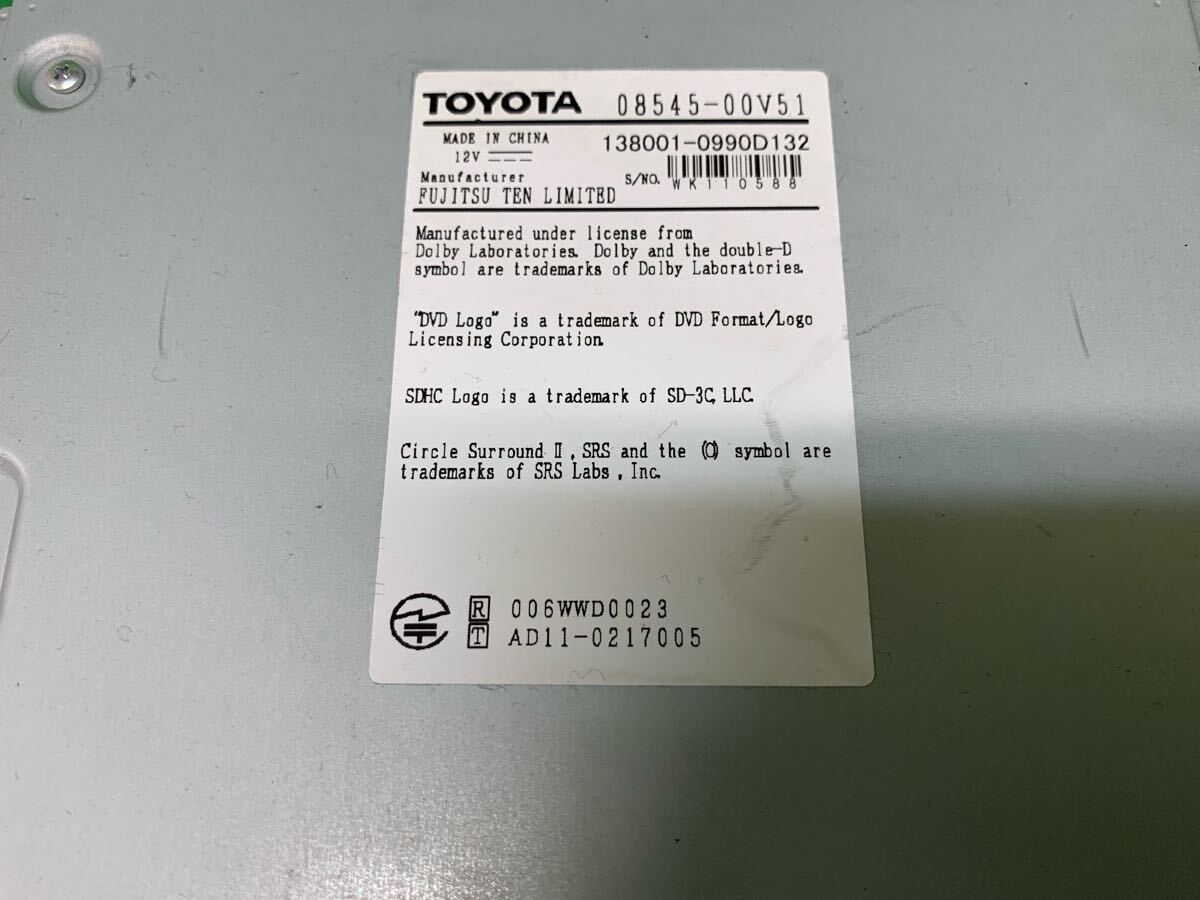 TOYOTA 08545-00V51
MADE IN CHINA 138001-0990D132
12V
Manufacturer S/NO. WK110588
FUJITSU TEN LIMITED
Manufactured under license from
Dolby Laboratories. Dolby and the double-D
symbol are trademarks of Dolby Laboratories.
"DVD Logo" is a trademark of DVD Format/Logo
Licensing Corporation.
SDHC Logo is a trademark of SD-3C, LLC.
Circle Surround Ⅱ, SRS and the (O) symbol are
trademarks of SRS Labs, Inc.
R 006WWD0023
T AD11-0217005